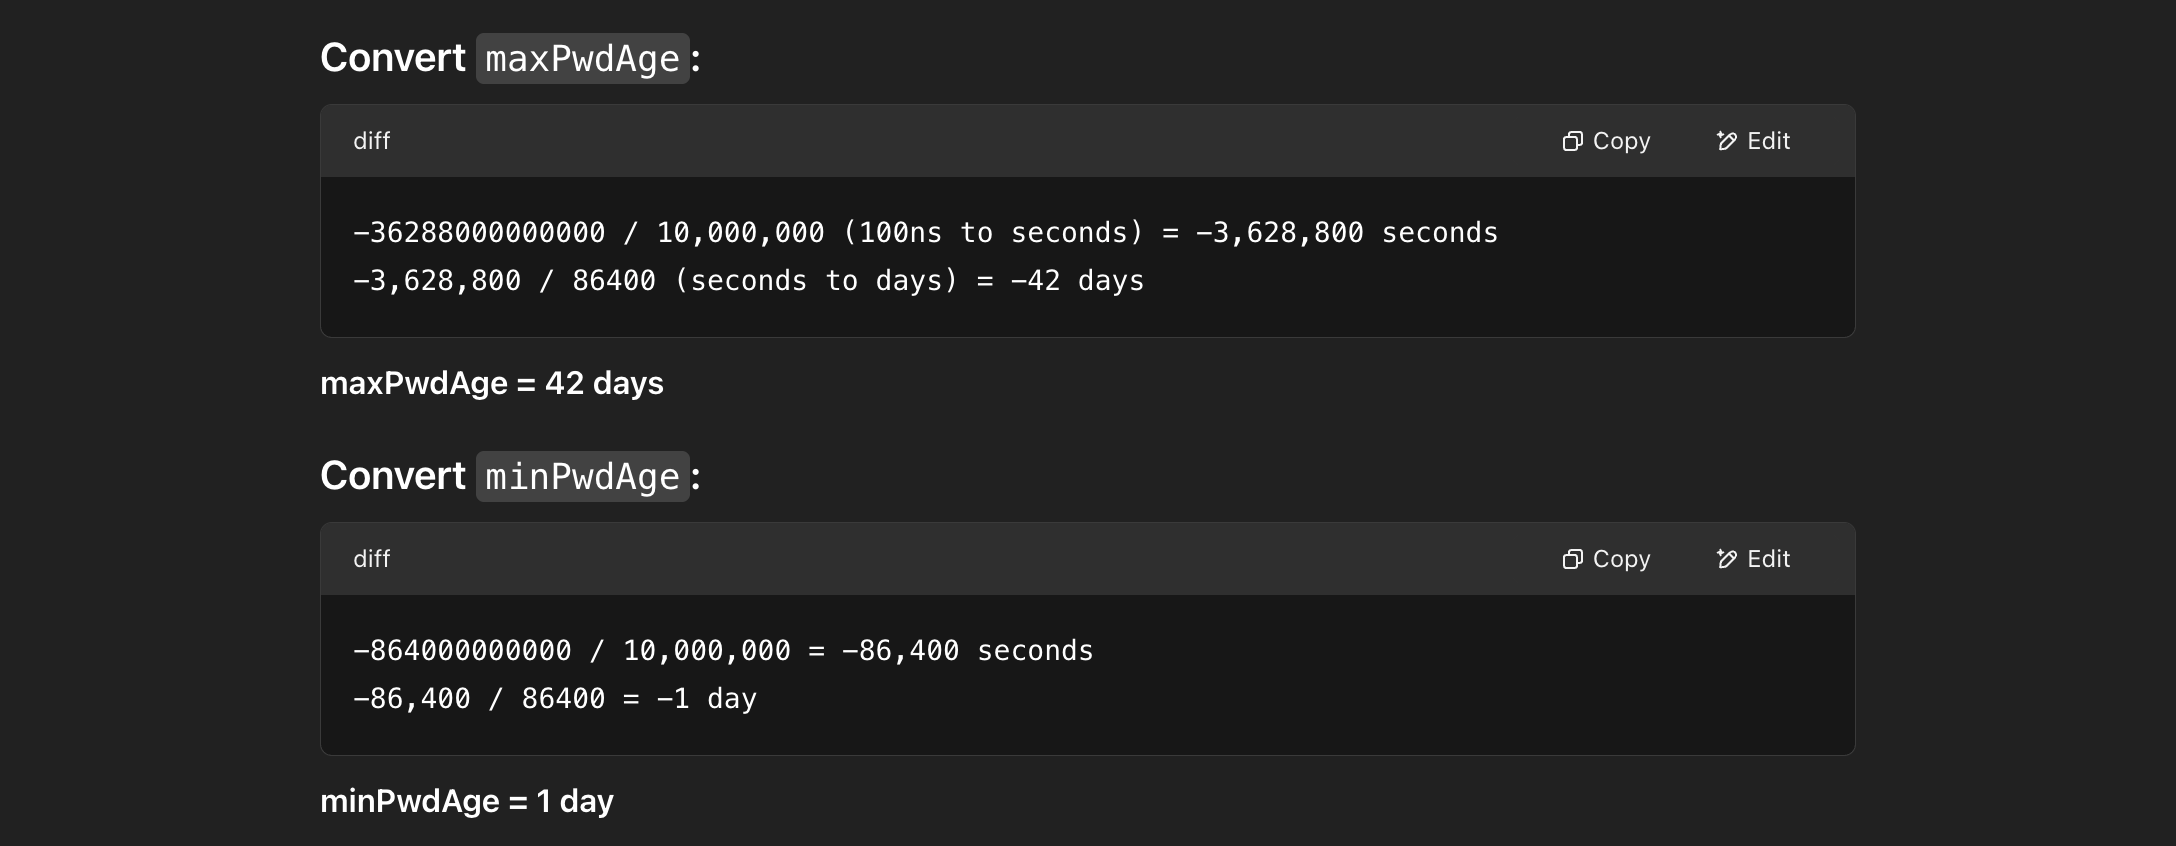 Convert maxPwdAge:
diff Copy Edit
-36288000000000 / 10,000,000 (100ns to seconds) = -3,628,800 seconds
-3,628,800 / 86400 (seconds to days) = -42 days
maxPwdAge = 42 days
Convert minPwdAge:
diff Copy Edit
-864000000000 / 10,000,000 = -86,400 seconds
-86,400 / 86400 = -1 day
minPwdAge = 1 day